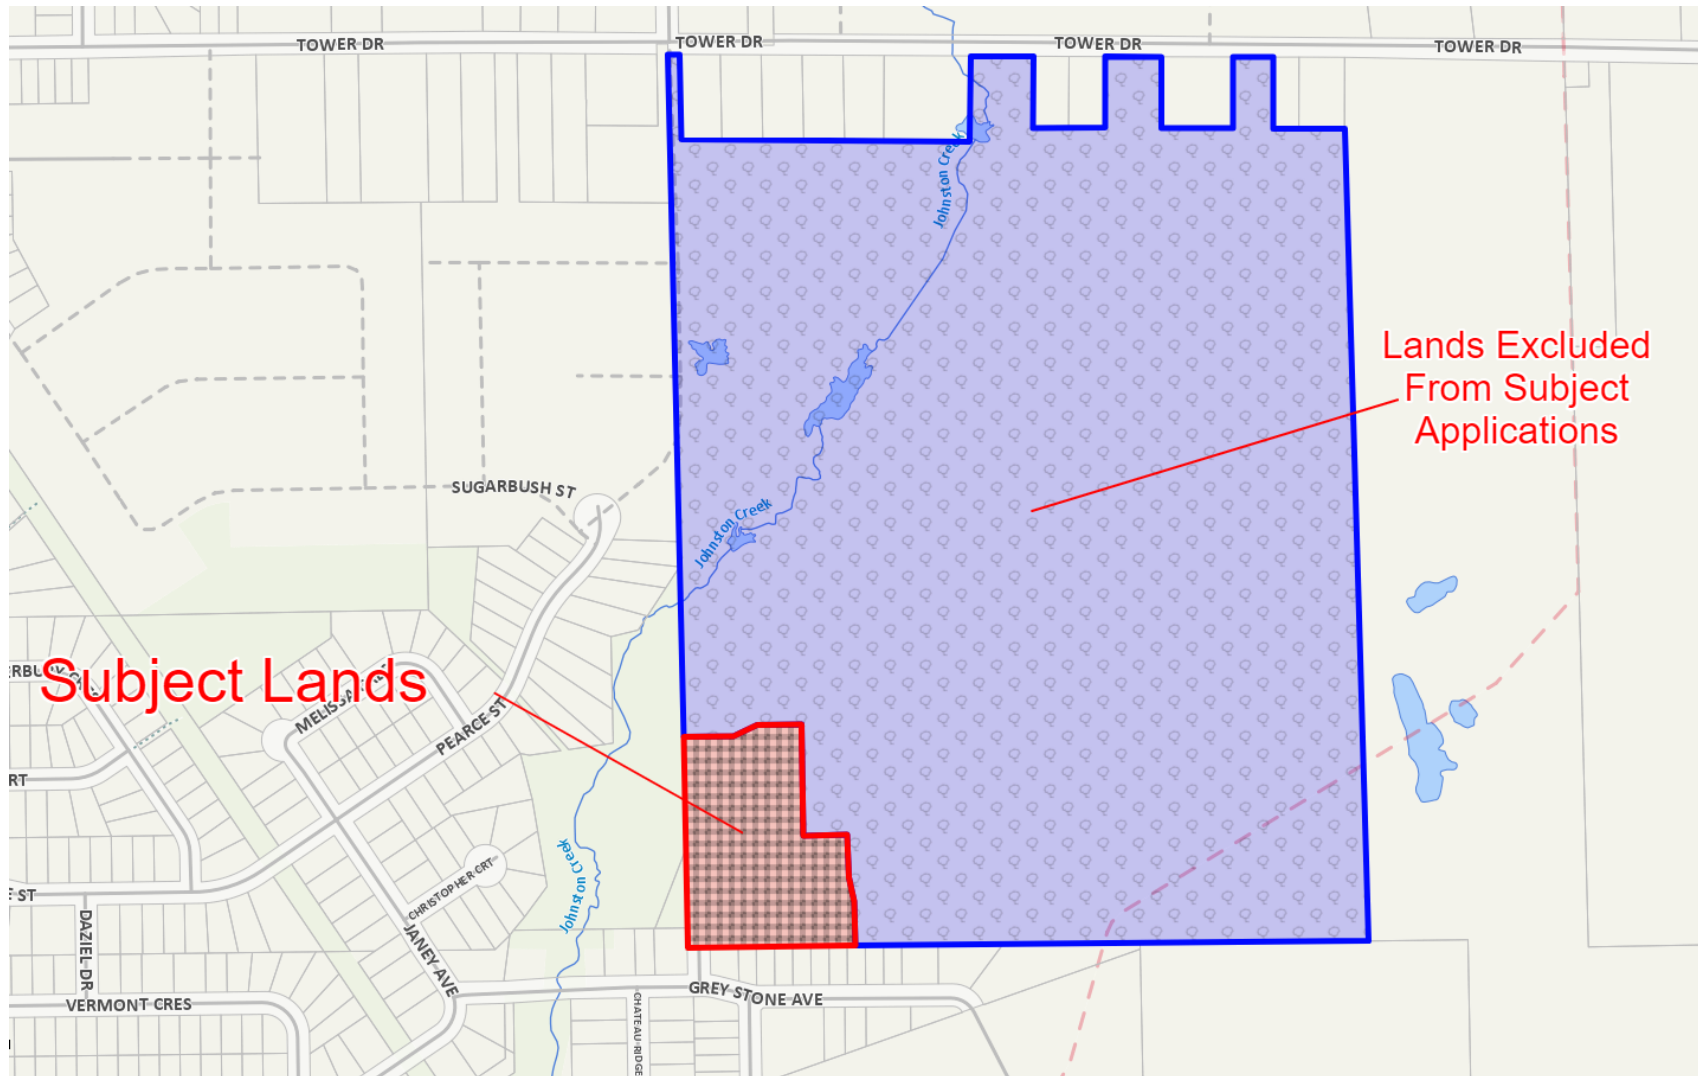 TOWER DR
TOWER DR
TOWER DR
TOWER DR
Johnston Creek
Lands Excluded
From Subject
Applications
SUGARBUSH ST
Johnston Creek
Subject Lands
PEARCE ST
RT
Johnston Creek
CHRISTOPHER CRT
ST
DAZIEL DR
JANEY AVE
VERMONT CRES
GREY STONE AVE
CHATEAU RIDGE